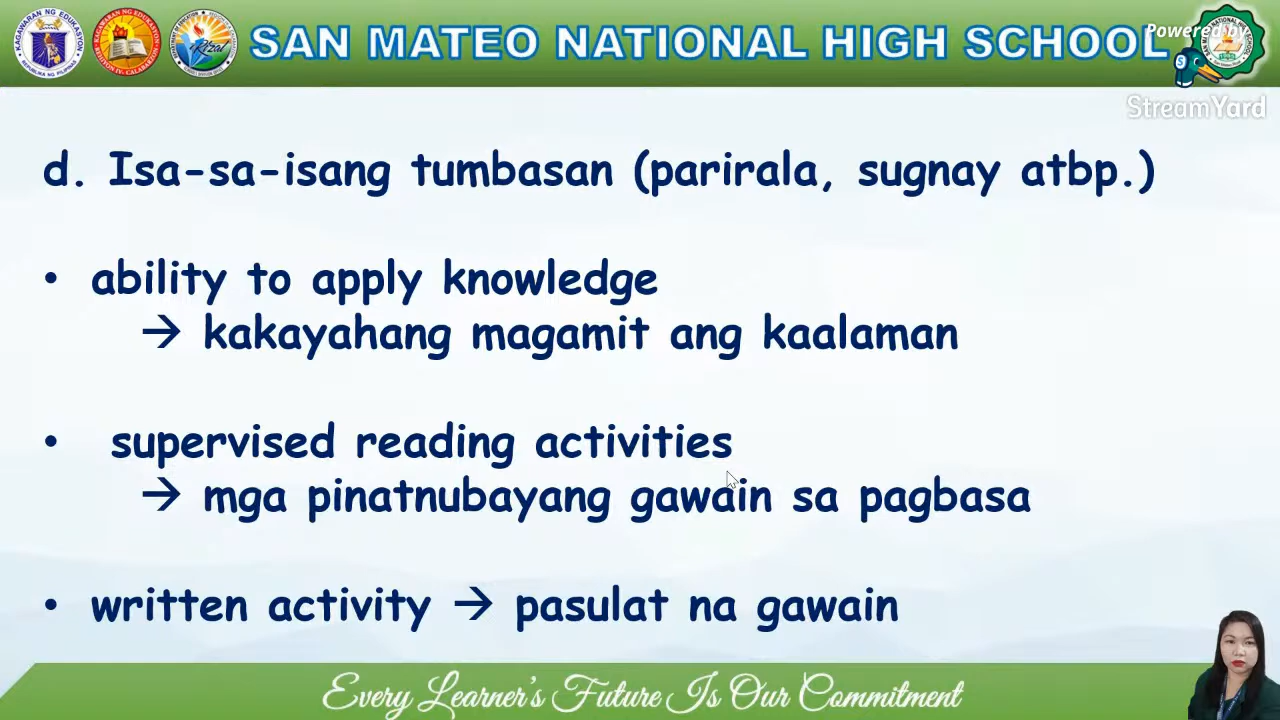 SAN MATEO NATIONAL HIGH SCHOOL
Powered by
StreamYard
d. Isa-sa-isang tumbasan (parirala, sugnay atbp.)
• ability to apply knowledge
→ kakayahang magamit ang kaalaman
• supervised reading activities
→ mga pinatnubayang gawain sa pagbasa
• written activity → pasulat na gawain
Every Learner's Future Is Our Commitment